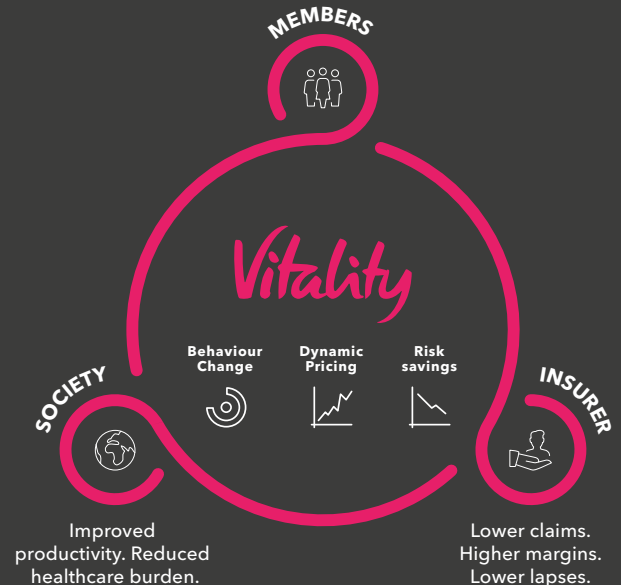 MEMBERS
Vitality
Behaviour
Change
Dynamic
Pricing
Risk
savings
SOCIETY
Improved
productivity. Reduced
healthcare burden.
INSURER
Lower claims.
Higher margins.
Lower lapses.